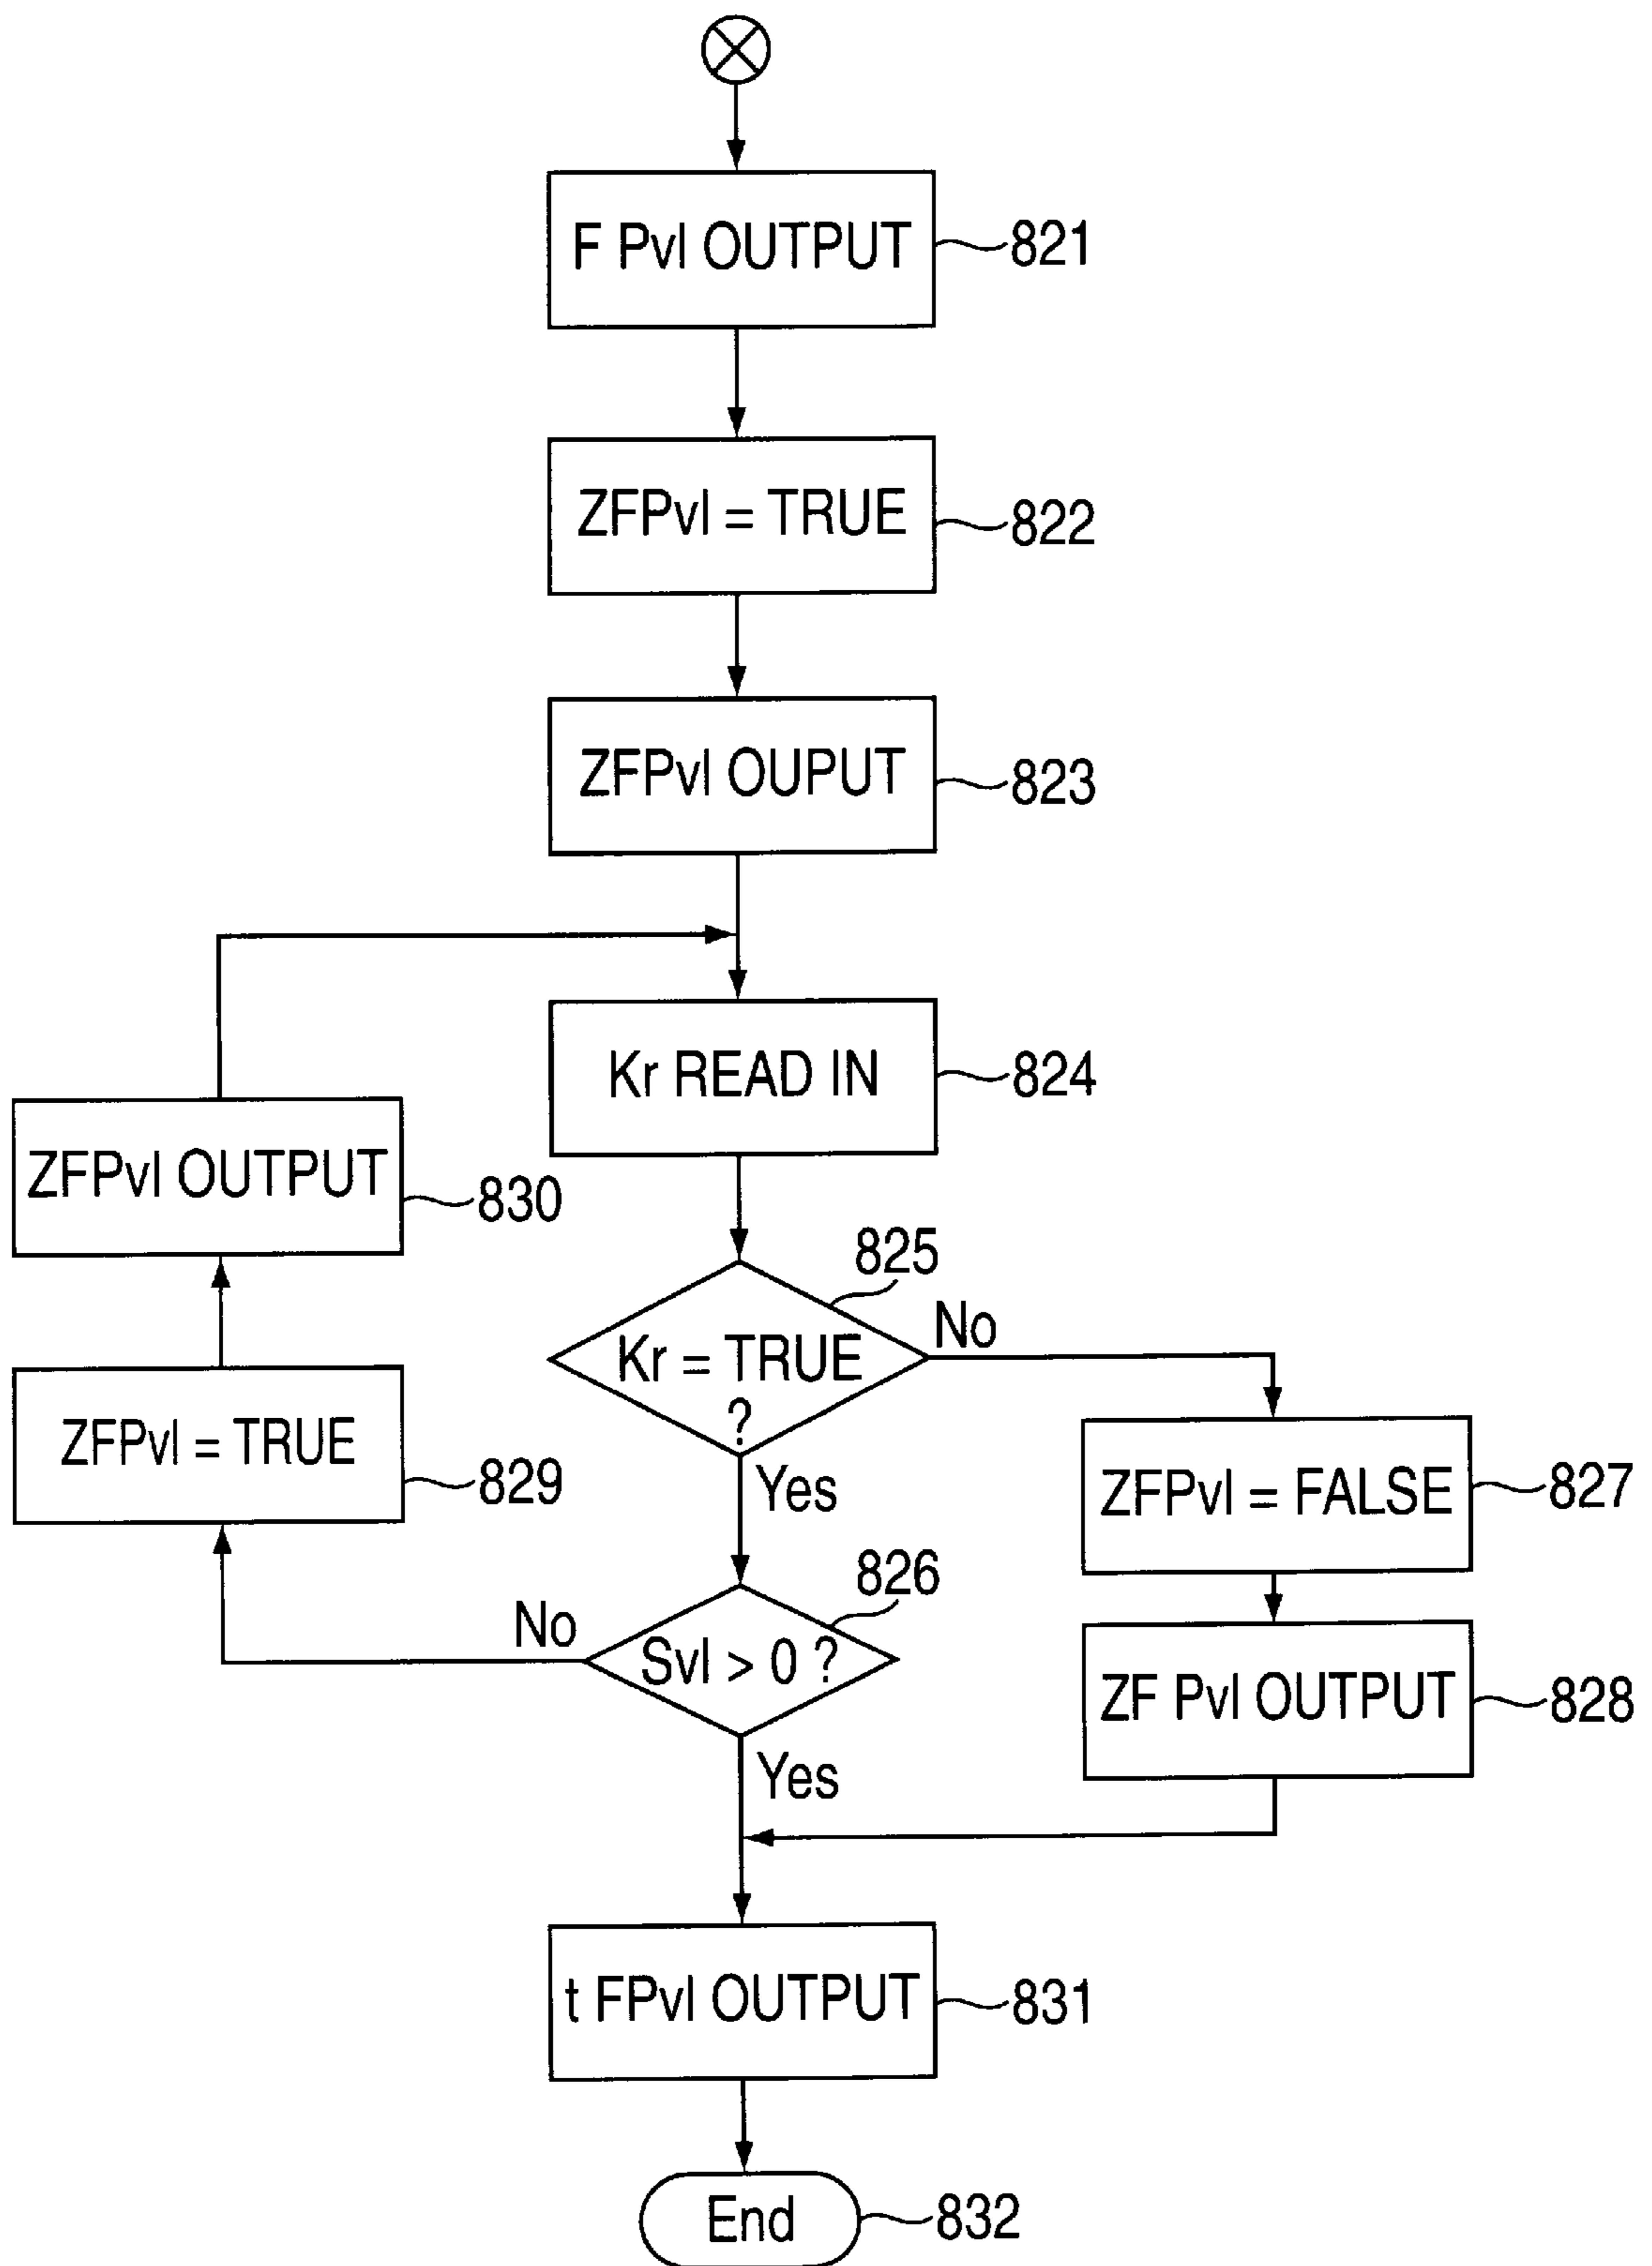 F Pvl OUTPUT
821
ZFPvl = TRUE
822
ZFPvl OUPUT
823
Kr READ IN
824
ZFPvl OUTPUT
830
825
Kr = TRUE
?
No
Yes
ZFPvl = TRUE
829
ZFPvl = FALSE
827
826
No
Svl > 0 ?
Yes
ZF Pvl OUTPUT
828
t FPvl OUTPUT
831
End
832